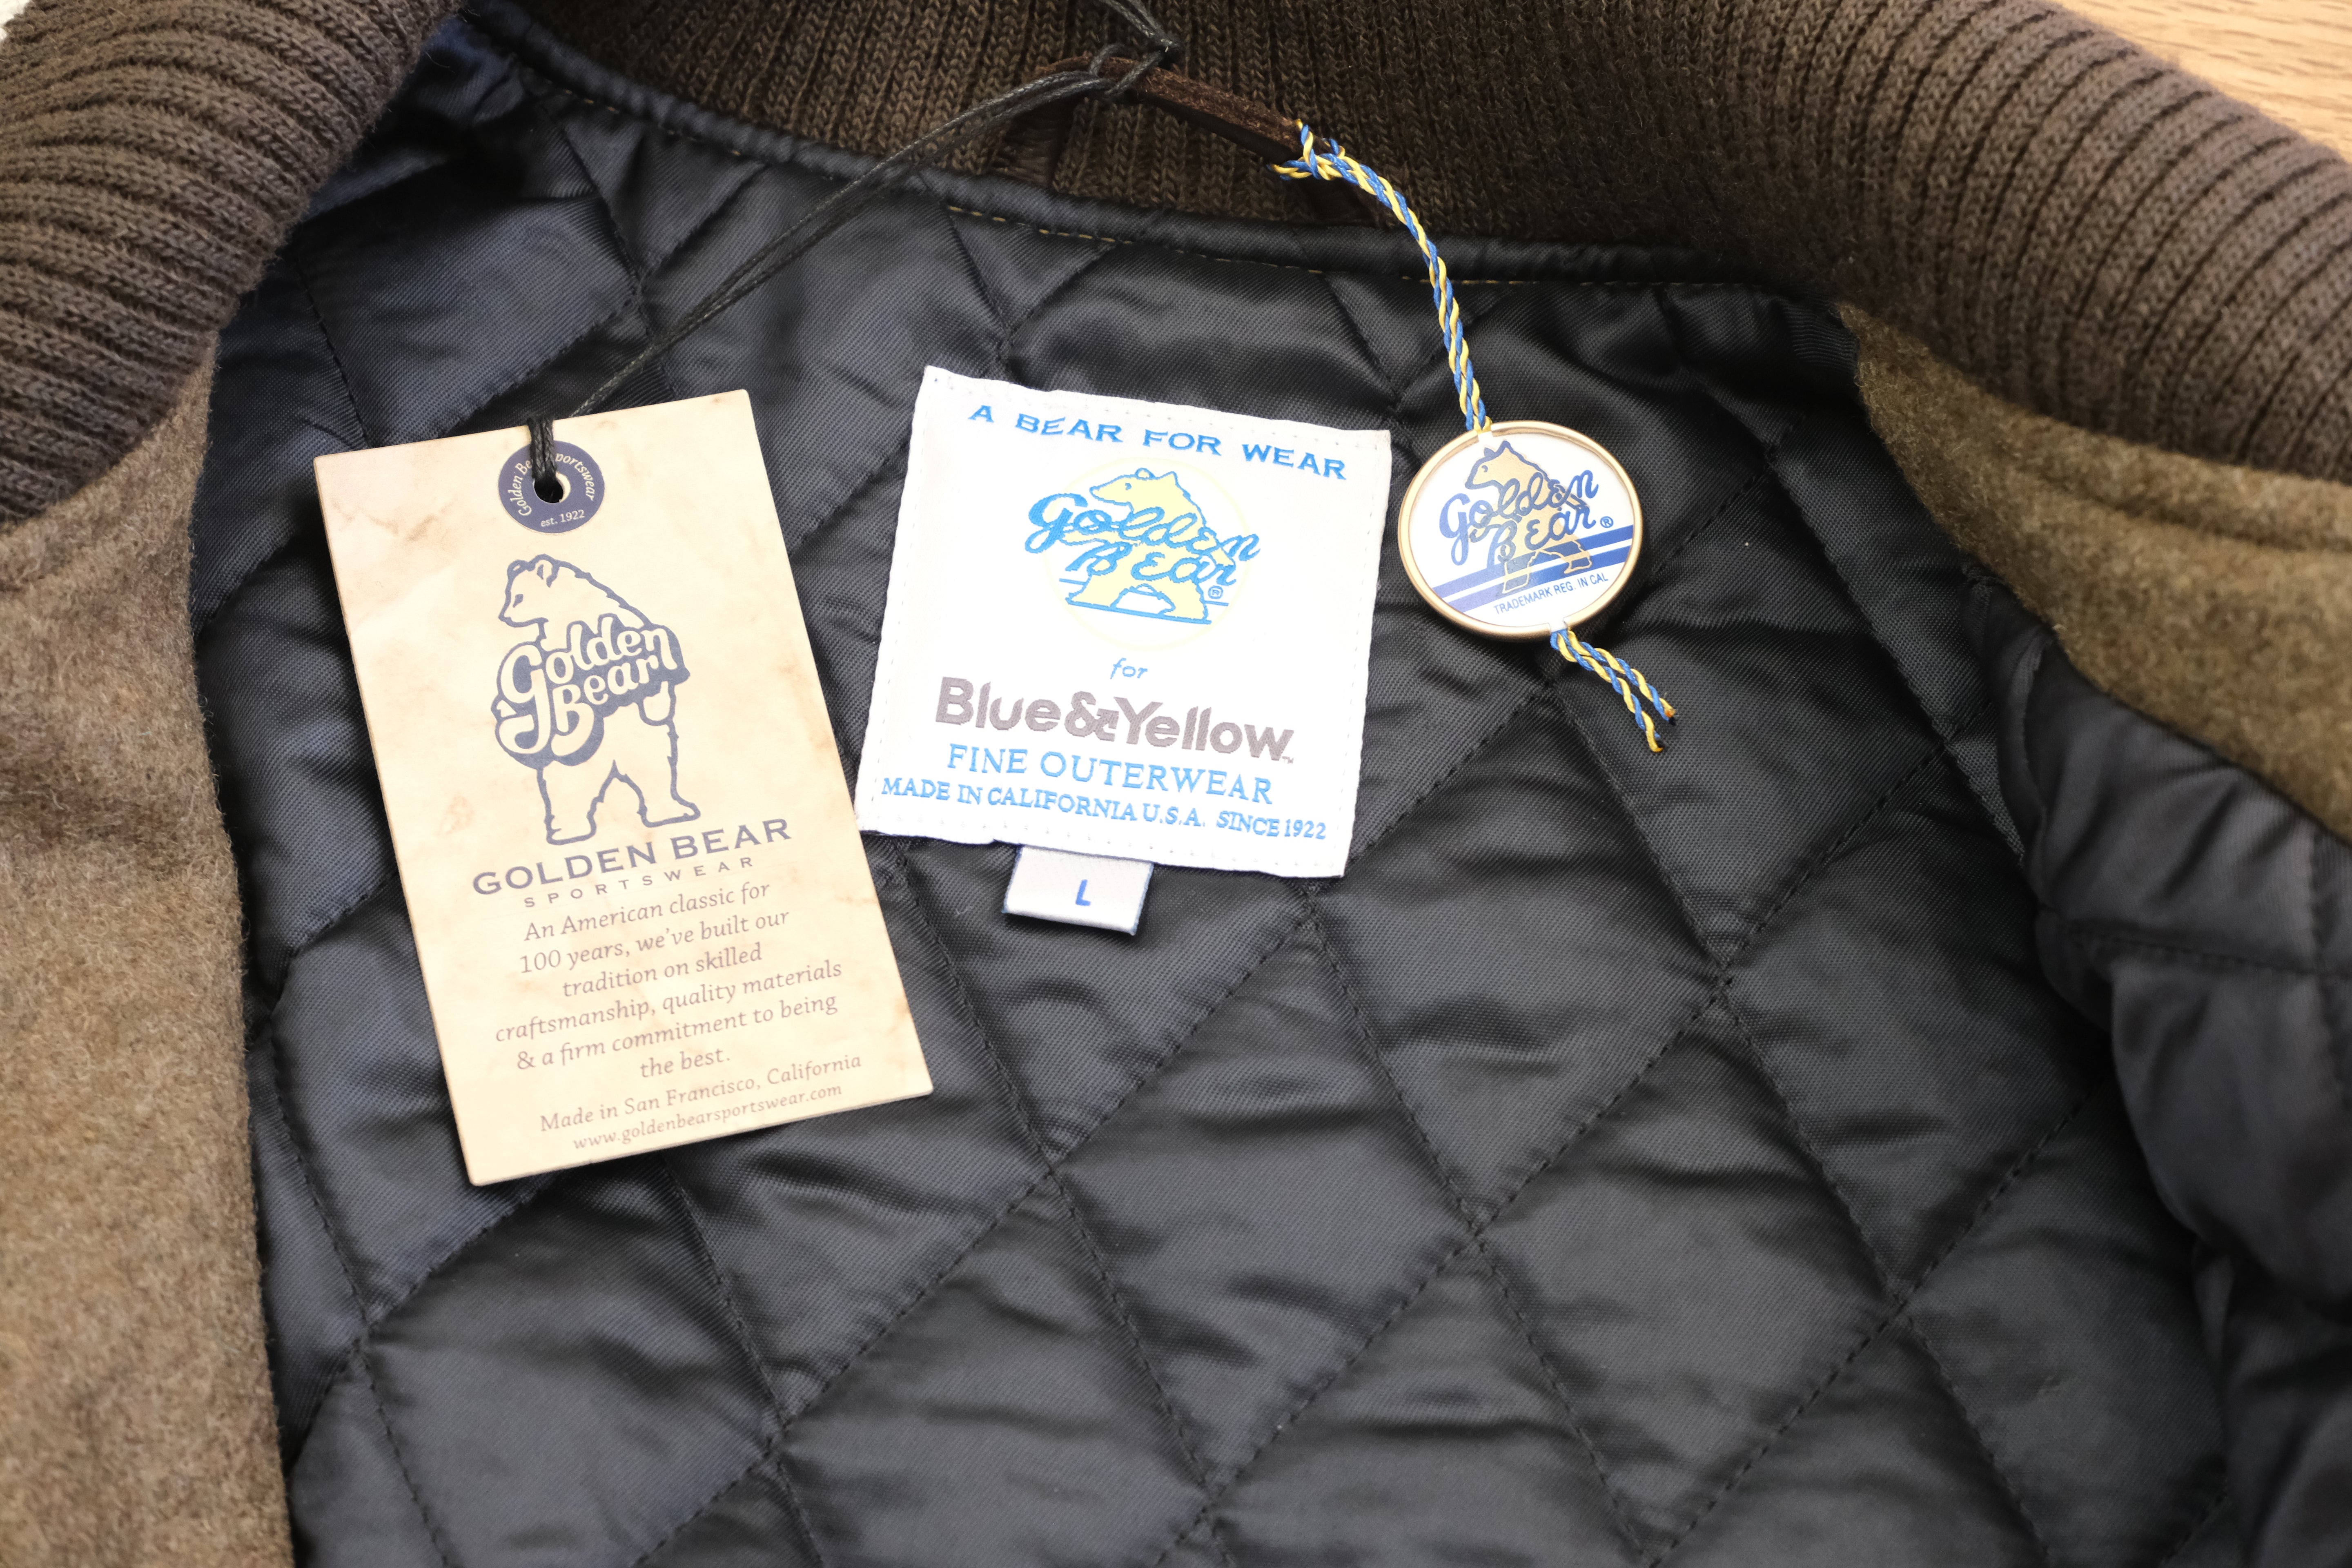 Golden Bear Sportswear
est. 1922
Golden
Bear
GOLDEN BEAR
SPORTSWEAR
An American classic for
100 years, we've built our
tradition on skilled
craftsmanship, quality materials
& a firm commitment to being
the best.
Made in San Francisco, California
www.goldenbearsportswear.com
A BEAR FOR WEAR
Golden
Bear®
for
Blue&Yellow™
FINE OUTERWEAR
MADE IN CALIFORNIA U.S.A. SINCE 1922
L
Golden
Bear®
TRADEMARK REG. IN CAL